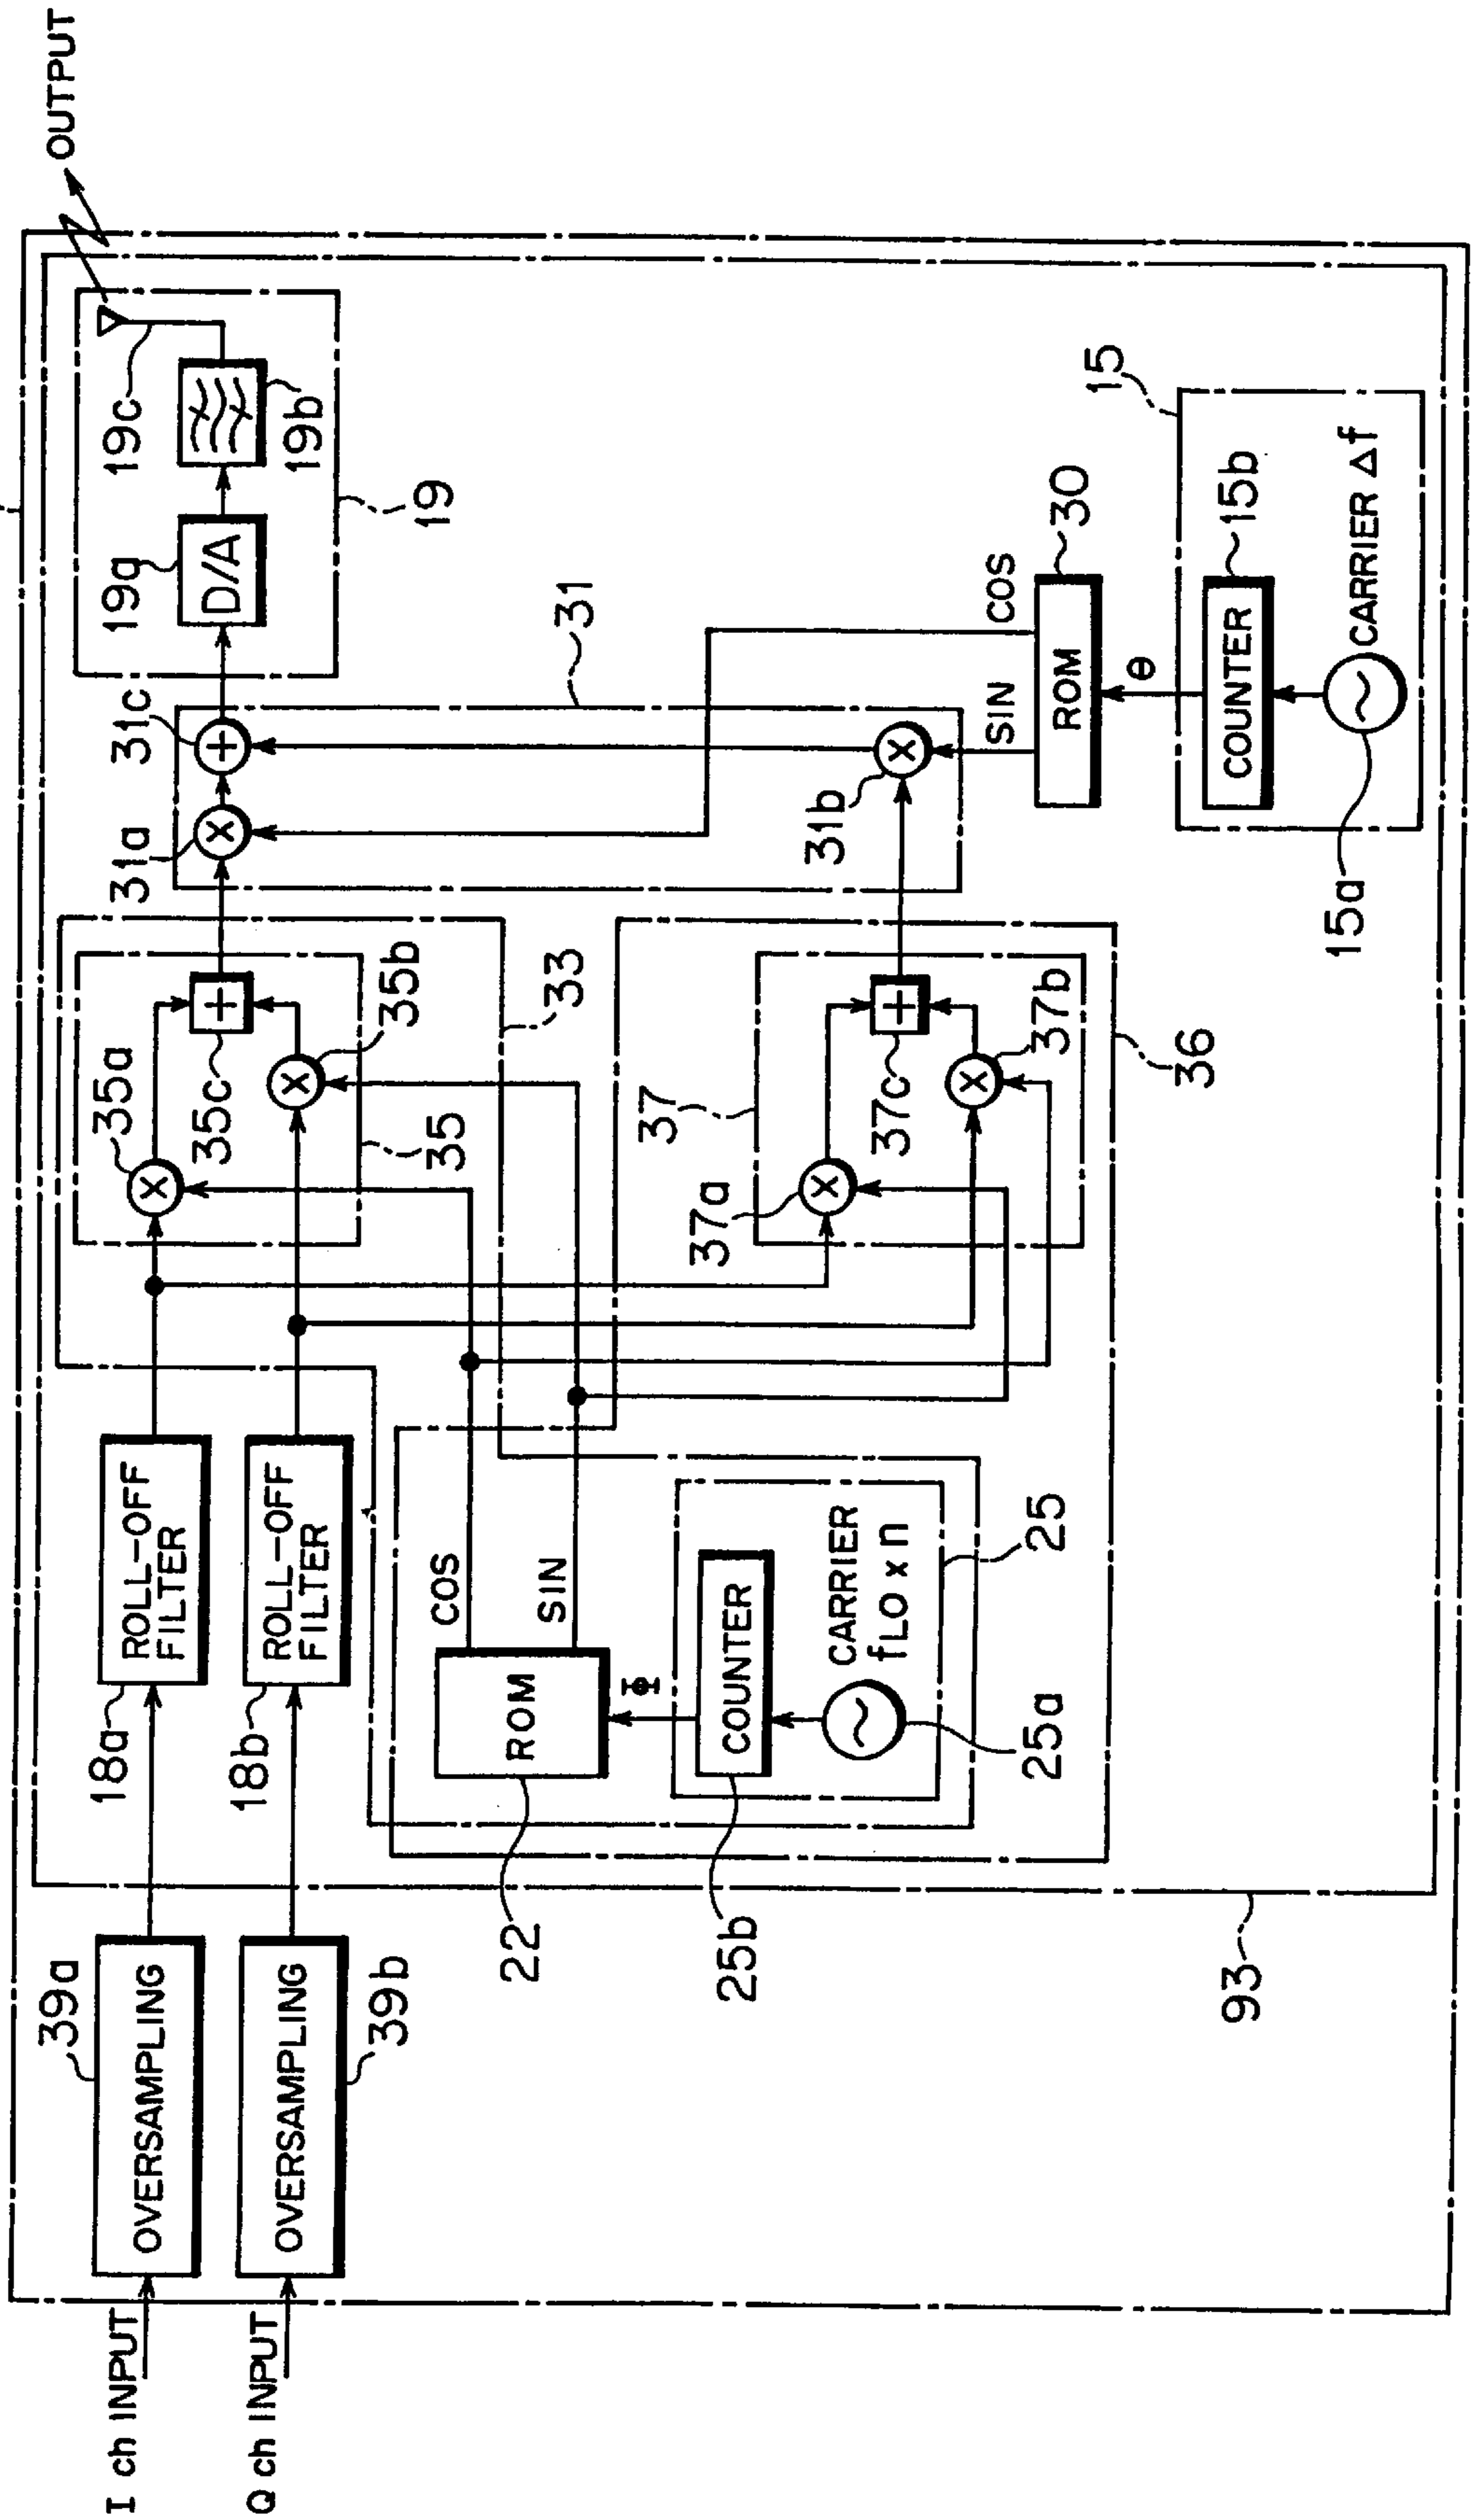 I ch INPUT
Q ch INPUT
39a
OVERSAMPLING
OVERSAMPLING
39b
18a
ROLL-OFF
FILTER
18b
ROLL-OFF
FILTER
COS
SIN
ROM
22
Φ
COUNTER
25b
CARRIER
fLO × n
25a
25
35a
35c
35b
35
33
37
37a
37c
37b
36
31a
31c
31
31b
19a
D/A
19c
19b
19
OUTPUT
SIN
COS
ROM
30
θ
15
COUNTER
15b
CARRIER Δf
15a
93